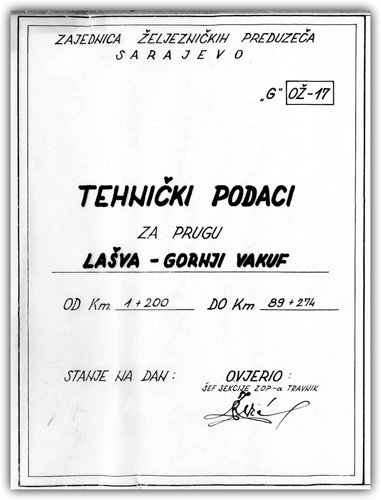 ZAJEDNICA ŽELJEZNIČKIH PREDUZEĆA
SARAJEVO
„G“ OŽ-17
TEHNIČKI PODACI
ZA PRUGU
LAŠVA - GORNJI VAKUF
OD Km. 1+200 DO Km 89+274
STANJE NA DAN: OVJERIO:
ŠEF SEKCIJE ZOP-a TRAVNIK